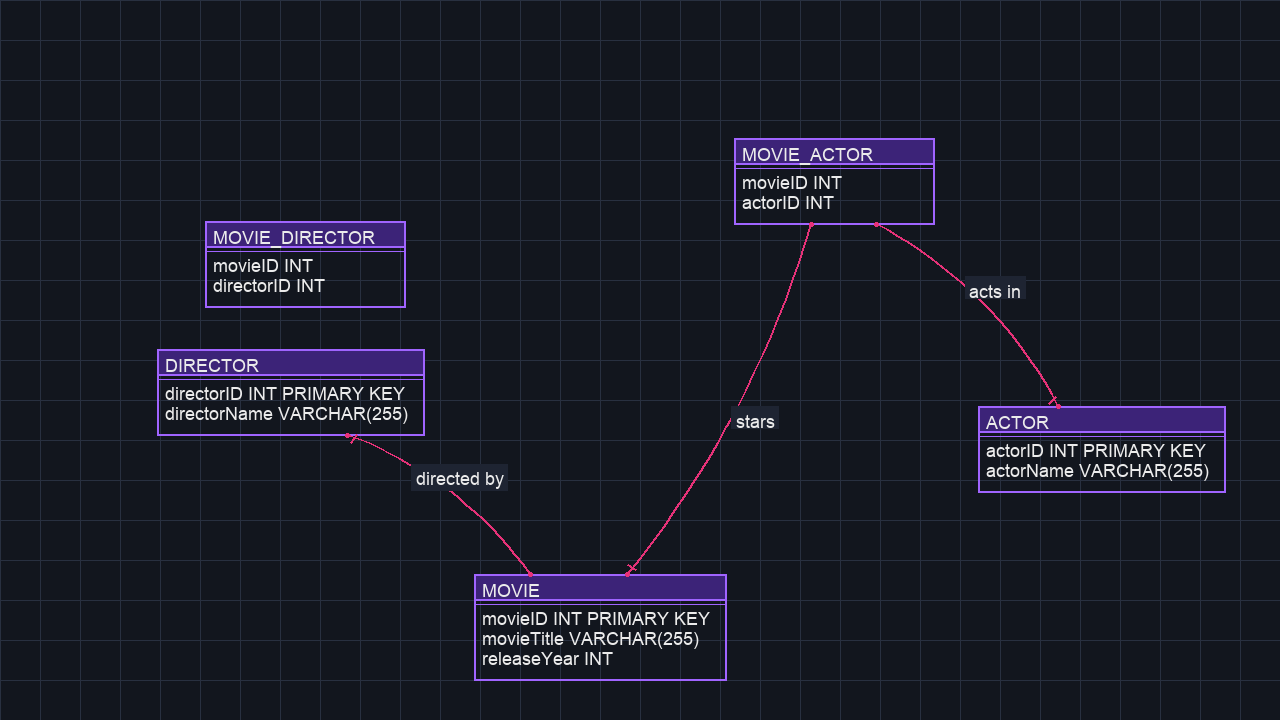 MOVIE_ACTOR
movieID INT
actorID INT
MOVIE_DIRECTOR
movieID INT
directorID INT
acts in
DIRECTOR
directorID INT PRIMARY KEY
directorName VARCHAR(255)
stars
ACTOR
actorID INT PRIMARY KEY
actorName VARCHAR(255)
directed by
MOVIE
movieID INT PRIMARY KEY
movieTitle VARCHAR(255)
releaseYear INT